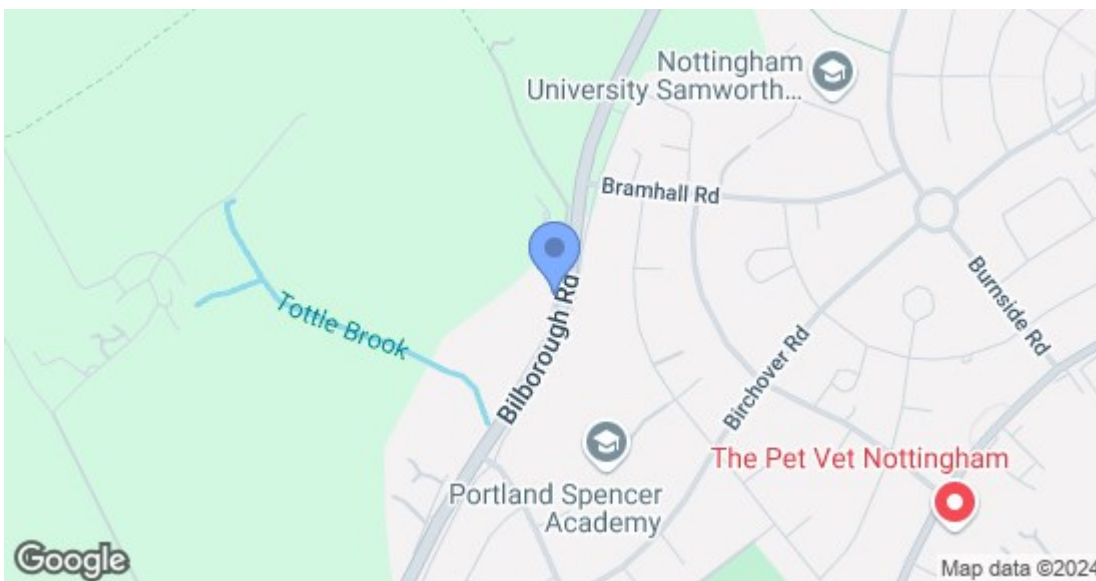 Nottingham
University Samworth...
Bramhall Rd
Burnside Rd
Tottle Brook
Bilborough Rd
Birchover Rd
The Pet Vet Nottingham
Portland Spencer
Academy
Google
Map data ©2024